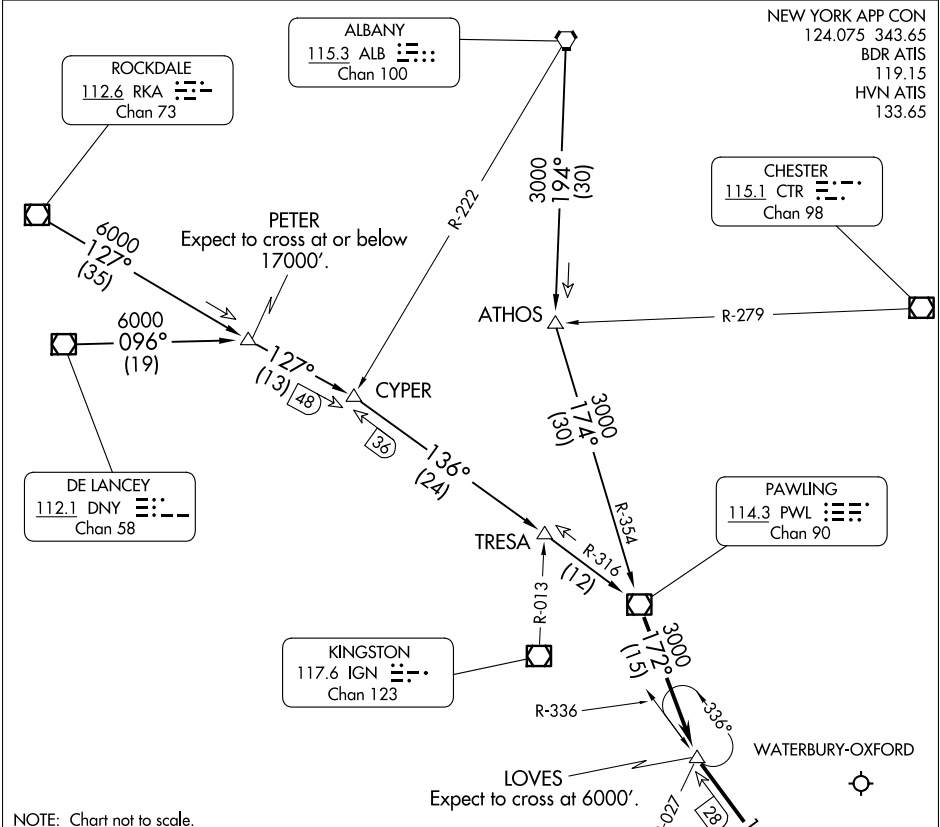 NEW YORK APP CON
124.075 343.65
BDR ATIS
119.15
HVN ATIS
133.65
ALBANY
115.3 ALB
Chan 100
ROCKDALE
112.6 RKA
Chan 73
CHESTER
115.1 CTR
Chan 98
R-222
3000
194°
(30)
PETER
Expect to cross at or below
17000'.
6000
127°
(35)
ATHOS
R-279
6000
096°
(19)
127°
(13)
48
CYPER
36
3000
174°
(30)
136°
(24)
DE LANCEY
112.1 DNY
Chan 58
PAWLING
114.3 PWL
Chan 90
R-354
TRESA
R-316
(12)
R-013
KINGSTON
117.6 IGN
Chan 123
3000
172°
(15)
R-336
336°
WATERBURY-OXFORD
LOVES
Expect to cross at 6000'.
28
NOTE: Chart not to scale.